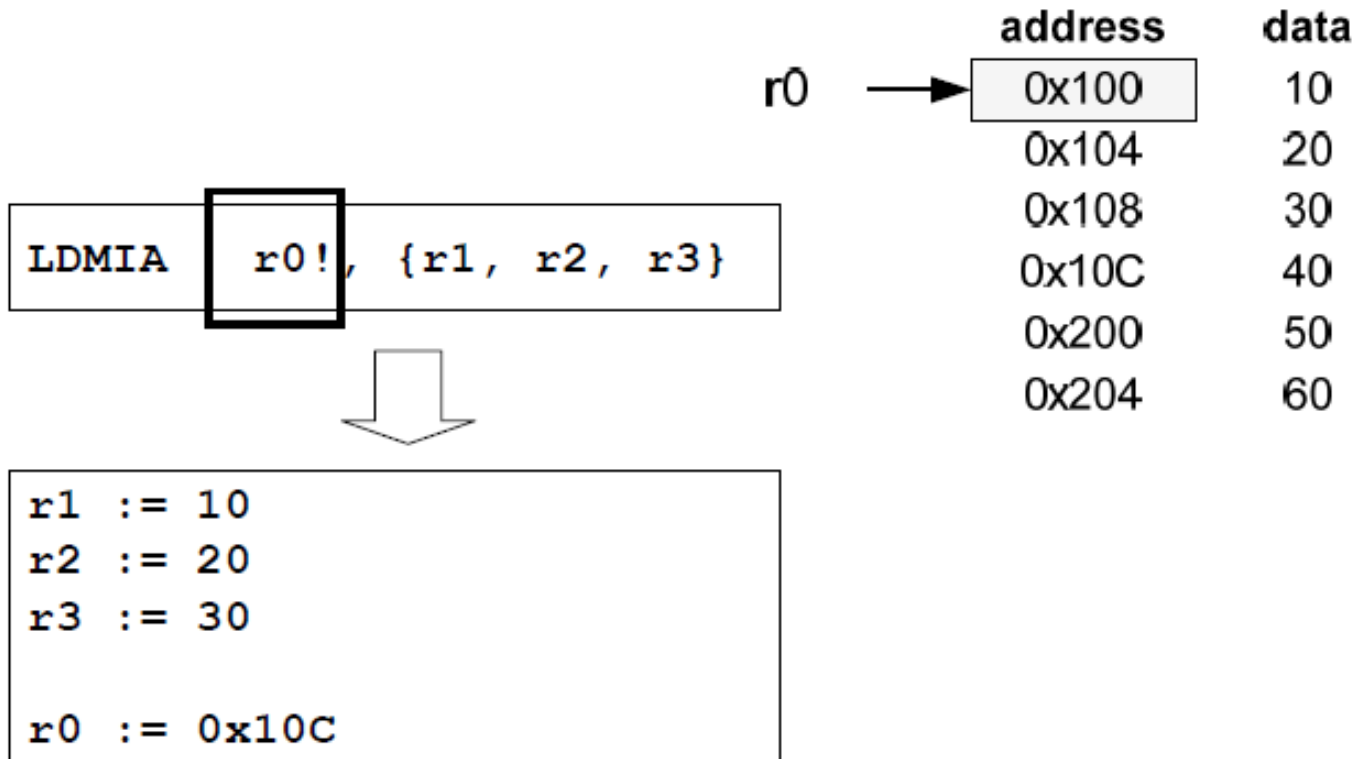 address data
r0 0x100 10
0x104 20
0x108 30
0x10C 40
0x200 50
0x204 60
LDMIA r0!, {r1, r2, r3}
r1 := 10
r2 := 20
r3 := 30
r0 := 0x10C